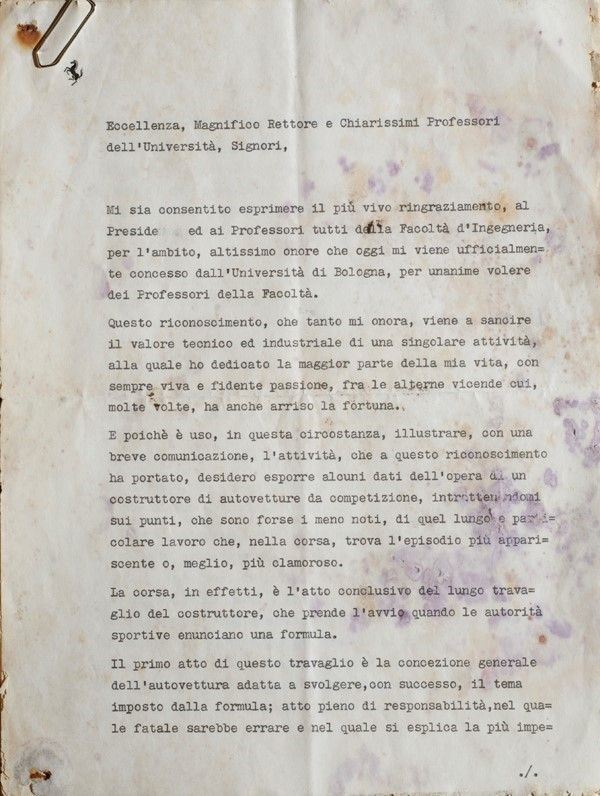 Eccellenza, Magnifico Rettore e Chiarissimi Professori
dell'Università, Signori,
Mi sia consentito esprimere il più vivo ringraziamento, al
Preside ed ai Professori tutti della Facoltà d'Ingegneria,
per l'ambito, altissimo onore che oggi mi viene ufficialmen=
te concesso dall'Università di Bologna, per unanime volere
dei Professori della Facoltà.
Questo riconoscimento, che tanto mi onora, viene a sancire
il valore tecnico ed industriale di una singolare attività,
alla quale ho dedicato la maggior parte della mia vita, con
sempre viva e fidente passione, fra le alterne vicende cui,
molte volte, ha anche arriso la fortuna.
E poichè è uso, in questa circostanza, illustrare, con una
breve comunicazione, l'attività, che a questo riconoscimento
ha portato, desidero esporre alcuni dati dell'opera di un
costruttore di autovetture da competizione, intrattenendomi
sui punti, che sono forse i meno noti, di quel lungo e parti=
colare lavoro che, nella corsa, trova l'episodio più appari=
scente o, meglio, più clamoroso.
La corsa, in effetti, è l'atto conclusivo del lungo trava=
glio del costruttore, che prende l'avvio quando le autorità
sportive enunciano una formula.
Il primo atto di questo travaglio è la concezione generale
dell'autovettura adatta a svolgere,con successo, il tema
imposto dalla formula; atto pieno di responsabilità,nel qua=
le fatale sarebbe errare e nel quale si esplica la più impe=
./.